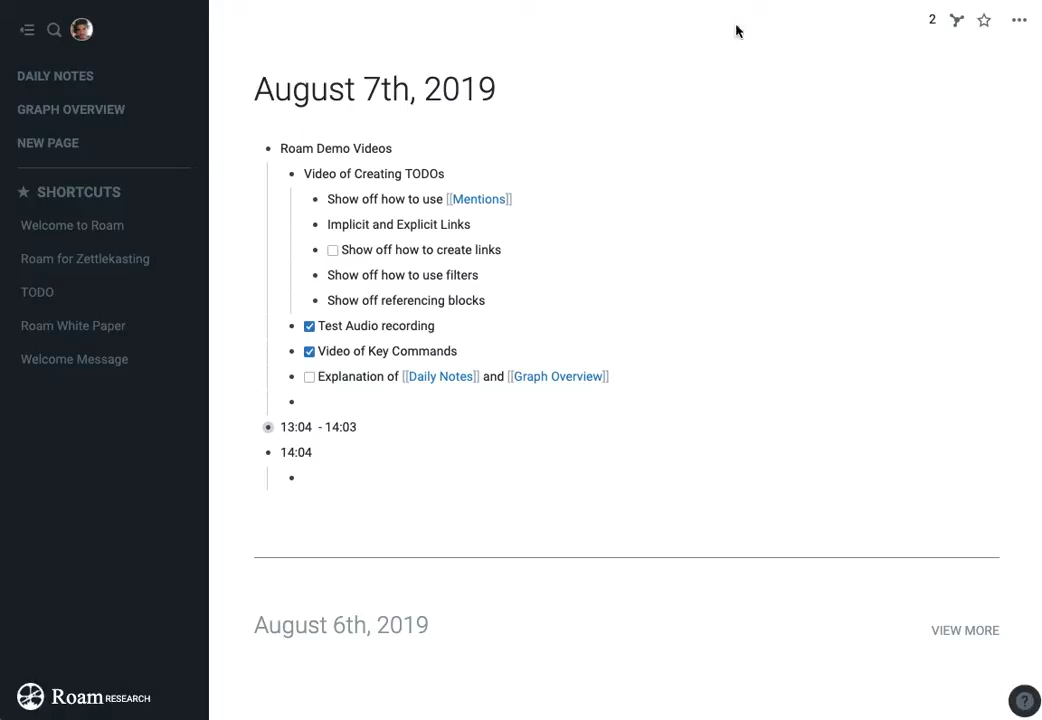 2
DAILY NOTES
GRAPH OVERVIEW
NEW PAGE
★ SHORTCUTS
Welcome to Roam
Roam for Zettlekasting
TODO
Roam White Paper
Welcome Message
Roam RESEARCH
August 7th, 2019
Roam Demo Videos
Video of Creating TODOs
Show off how to use [[Mentions]]
Implicit and Explicit Links
Show off how to create links
Show off how to use filters
Show off referencing blocks
Test Audio recording
Video of Key Commands
Explanation of [[Daily Notes]] and [[Graph Overview]]
13:04 - 14:03
14:04
August 6th, 2019
VIEW MORE
?